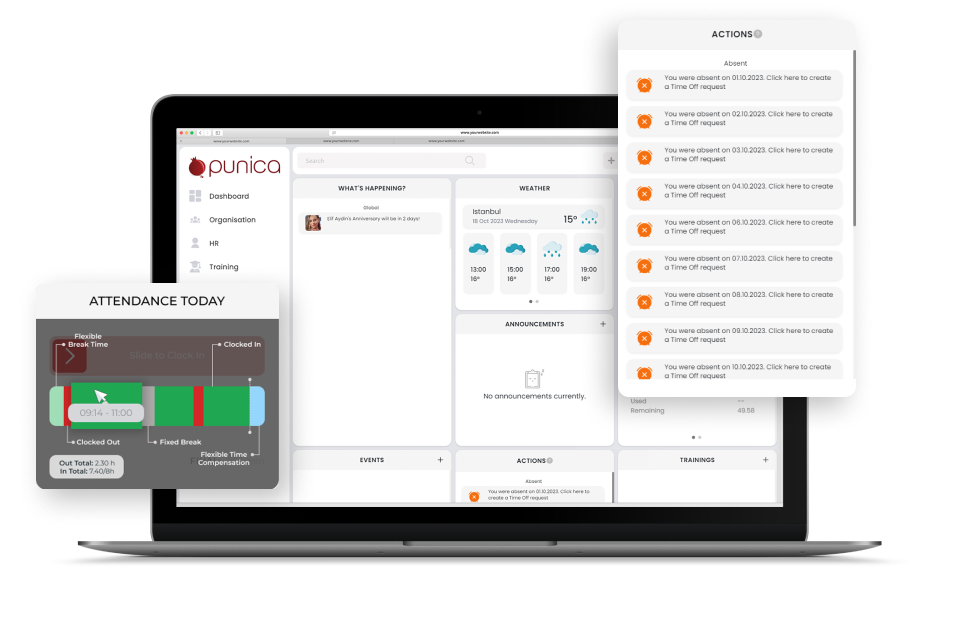 ACTIONS?
Absent
You were absent on 01.10.2023. Click here to create
a Time Off request
You were absent on 02.10.2023. Click here to create
a Time Off request
You were absent on 03.10.2023. Click here to create
a Time Off request
You were absent on 04.10.2023. Click here to create
a Time Off request
You were absent on 06.10.2023. Click here to create
a Time Off request
You were absent on 07.10.2023. Click here to create
a Time Off request
You were absent on 08.10.2023. Click here to create
a Time Off request
You were absent on 09.10.2023. Click here to create
a Time Off request
You were absent on 10.10.2023. Click here to create
a Time Off request
www.yourwebsite.com
www.yourwebsite.com
www.yourwebsite.com
www.yourwebsite.com
punica
Dashboard
Organisation
HR
Training
Search
+
WHAT'S HAPPENING?
Global
Elif Aydin's Anniversary will be in 2 days!
WEATHER
Istanbul
18 Oct 2023 Wednesday
15°
13:00
16°
15:00
16°
17:00
16°
19:00
16°
ANNOUNCEMENTS +
No announcements currently.
Used
Remaining 49.58
EVENTS +
ACTIONS?
Absent
You were absent on 01.10.2023. Click here to
create a Time Off request
TRAININGS +
ATTENDANCE TODAY
Flexible
Break Time
Slide to Clock In
Clocked In
09:14 - 11:00
Clocked Out
Fixed Break
Flexible Time
Compensation
Out Total: 2.30 h
In Total: 7.40/8h